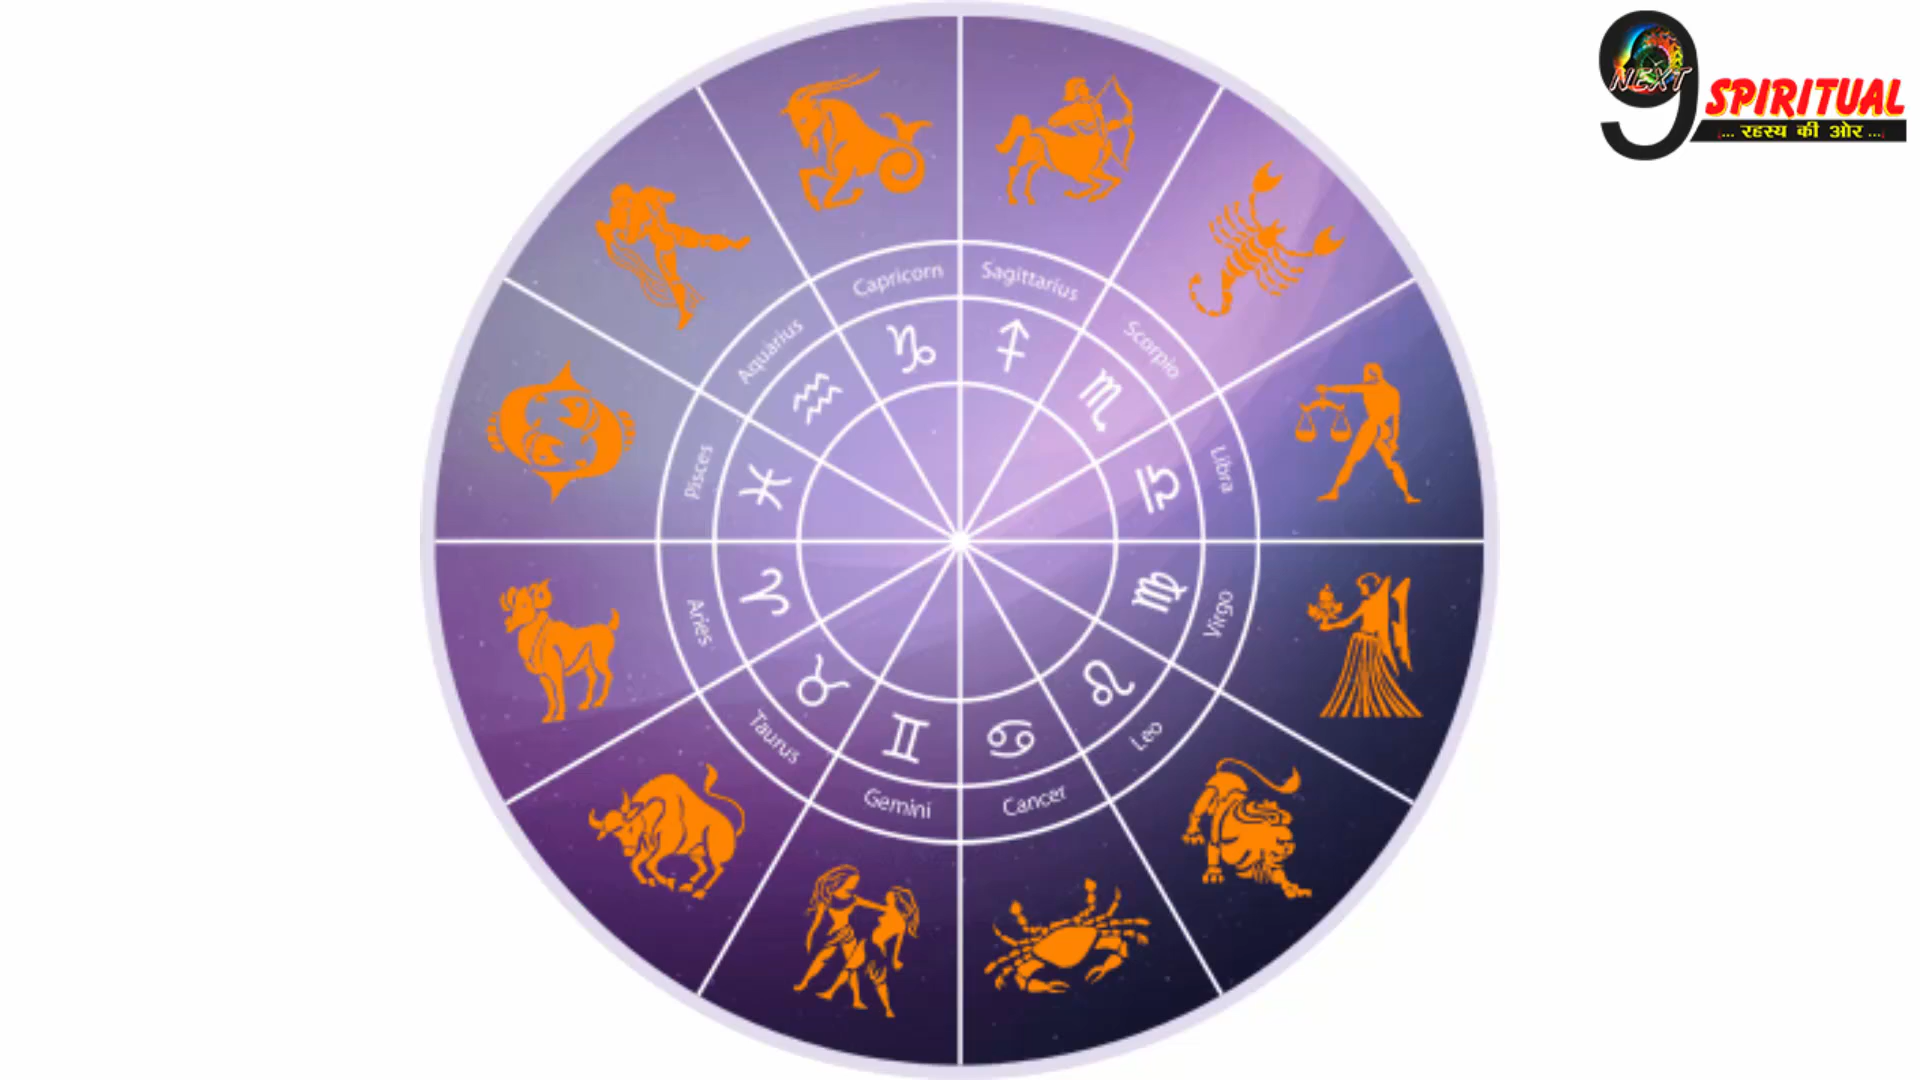 9
NEXT
SPIRITUAL
... रहस्य की ओर ...
Capricorn
Sagittarius
Scorpio
Libra
Virgo
Leo
Cancer
Gemini
Taurus
Aries
Pisces
Aquarius